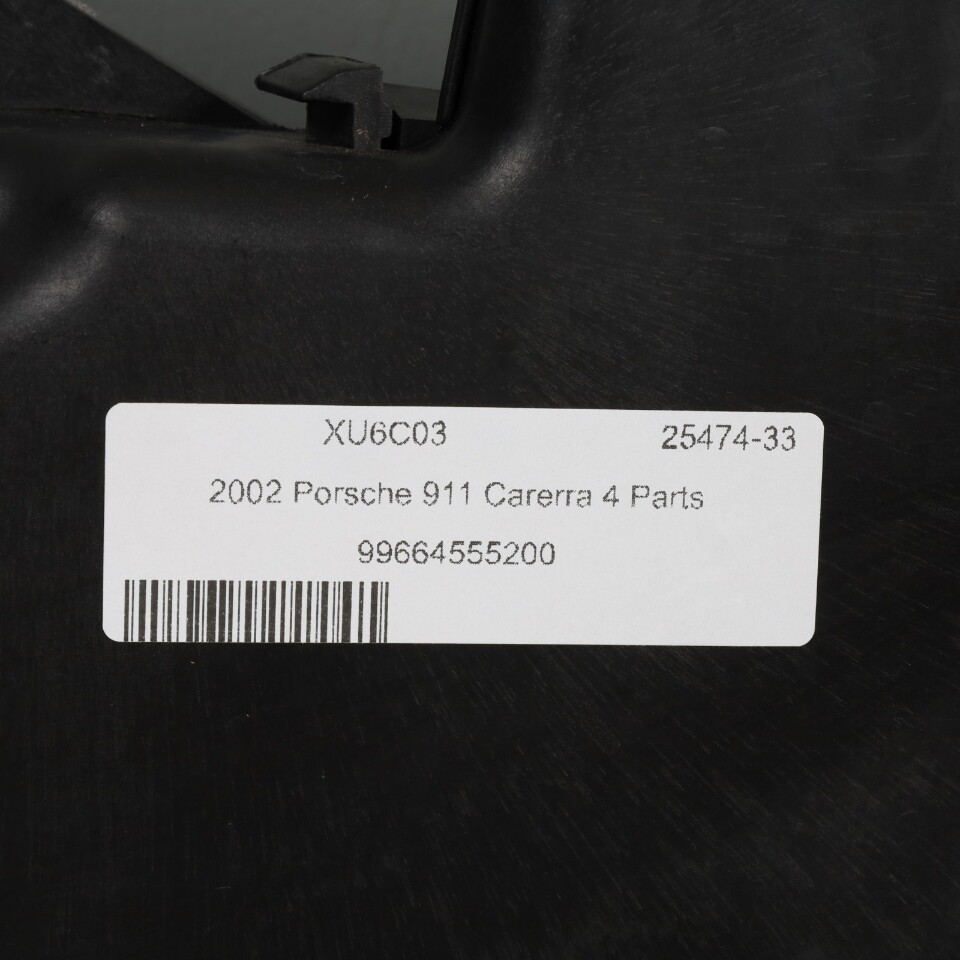 XU6C03 25474-33
2002 Porsche 911 Carerra 4 Parts
99664555200